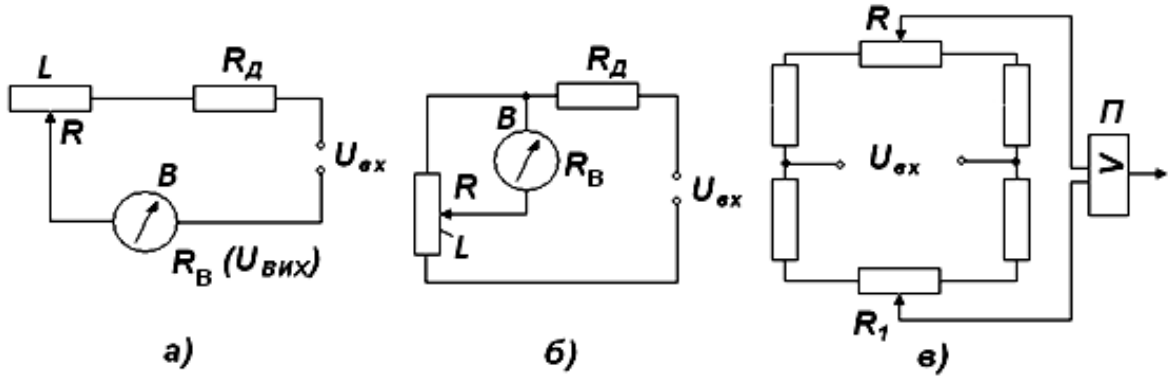 L R_Д
R
U_вх
В
R_В (U_ВИХ)
а)
R_Д
В
R R_В
U_вх
L
б)
R
П
U_вх
V
R_1
в)